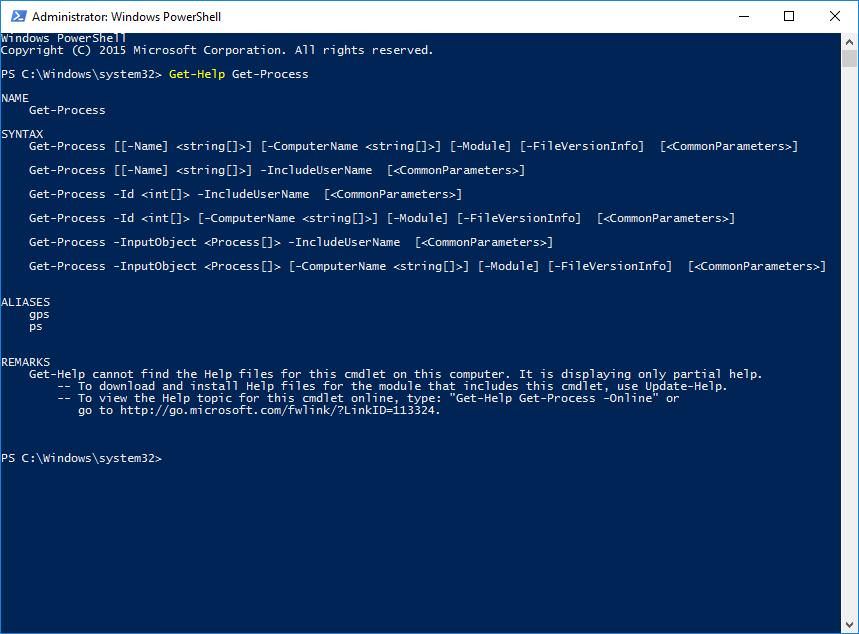 Administrator: Windows PowerShell
Windows PowerShell
Copyright (C) 2015 Microsoft Corporation. All rights reserved.
PS C:\Windows\system32> Get-Help Get-Process
NAME
    Get-Process
SYNTAX
    Get-Process [[-Name] <string[]>] [-ComputerName <string[]>] [-Module] [-FileVersionInfo]  [<CommonParameters>]
    Get-Process [[-Name] <string[]>] -IncludeUserName  [<CommonParameters>]
    Get-Process -Id <int[]> -IncludeUserName  [<CommonParameters>]
    Get-Process -Id <int[]> [-ComputerName <string[]>] [-Module] [-FileVersionInfo]  [<CommonParameters>]
    Get-Process -InputObject <Process[]> -IncludeUserName  [<CommonParameters>]
    Get-Process -InputObject <Process[]> [-ComputerName <string[]>] [-Module] [-FileVersionInfo]  [<CommonParameters>]
ALIASES
    gps
    ps
REMARKS
    Get-Help cannot find the Help files for this cmdlet on this computer. It is displaying only partial help.
        -- To download and install Help files for the module that includes this cmdlet, use Update-Help.
        -- To view the Help topic for this cmdlet online, type: "Get-Help Get-Process -Online" or
           go to http://go.microsoft.com/fwlink/?LinkID=113324.
PS C:\Windows\system32>